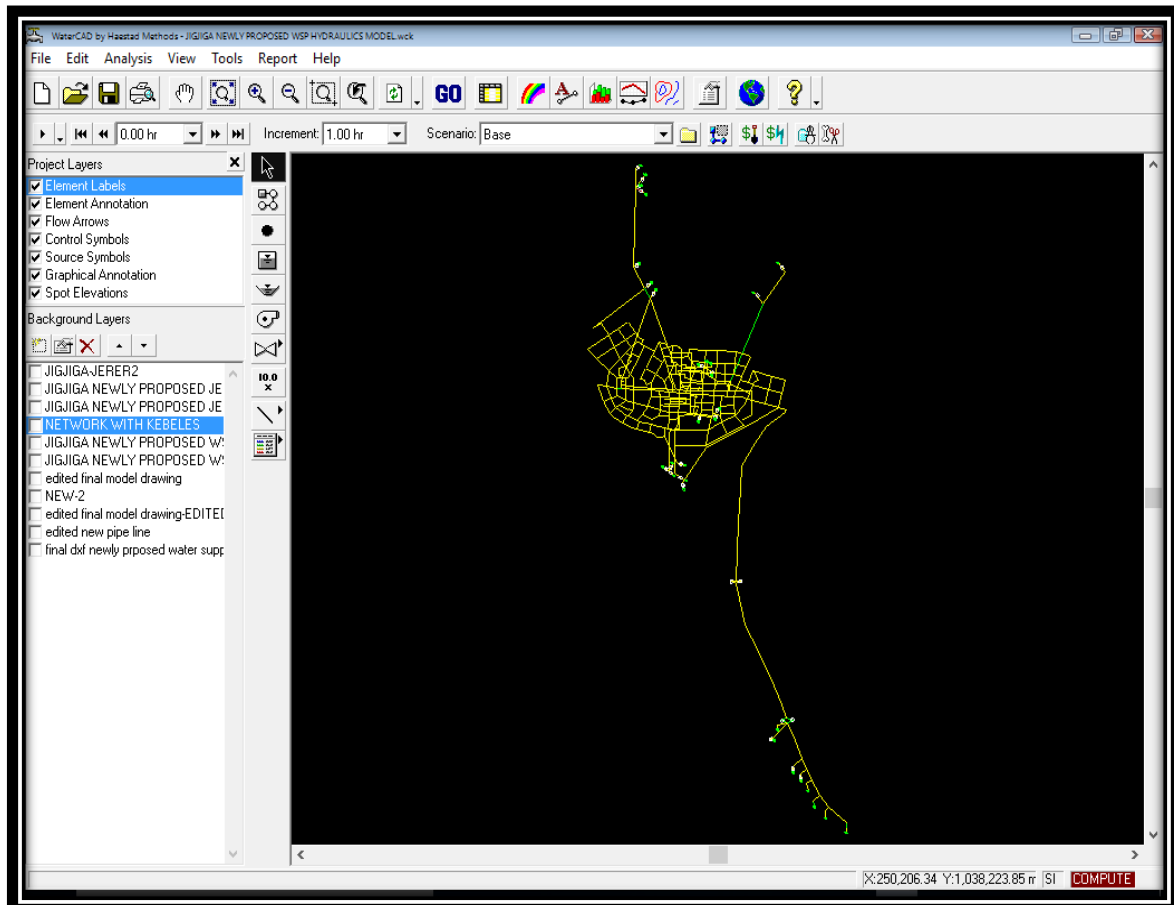 WaterCAD by Haestad Methods - JIGJIGA NEWLY PROPOSED WSP HYDRAULICS MODEL.wck
File Edit Analysis View Tools Report Help
GO
0.00 hr Increment: 1.00 hr Scenario: Base
Project Layers
Element Labels
Element Annotation
Flow Arrows
Control Symbols
Source Symbols
Graphical Annotation
Spot Elevations
Background Layers
JIGJIGA-JERER2
JIGJIGA NEWLY PROPOSED JE
JIGJIGA NEWLY PROPOSED JE
NETWORK WITH KEBELES
JIGJIGA NEWLY PROPOSED W
JIGJIGA NEWLY PROPOSED W
edited final model drawing
NEW-2
edited final model drawing-EDITED
edited new pipe line
final dxf newly prposed water supp
10.0
X:250,206.34 Y:1,038,223.85 m SI COMPUTE